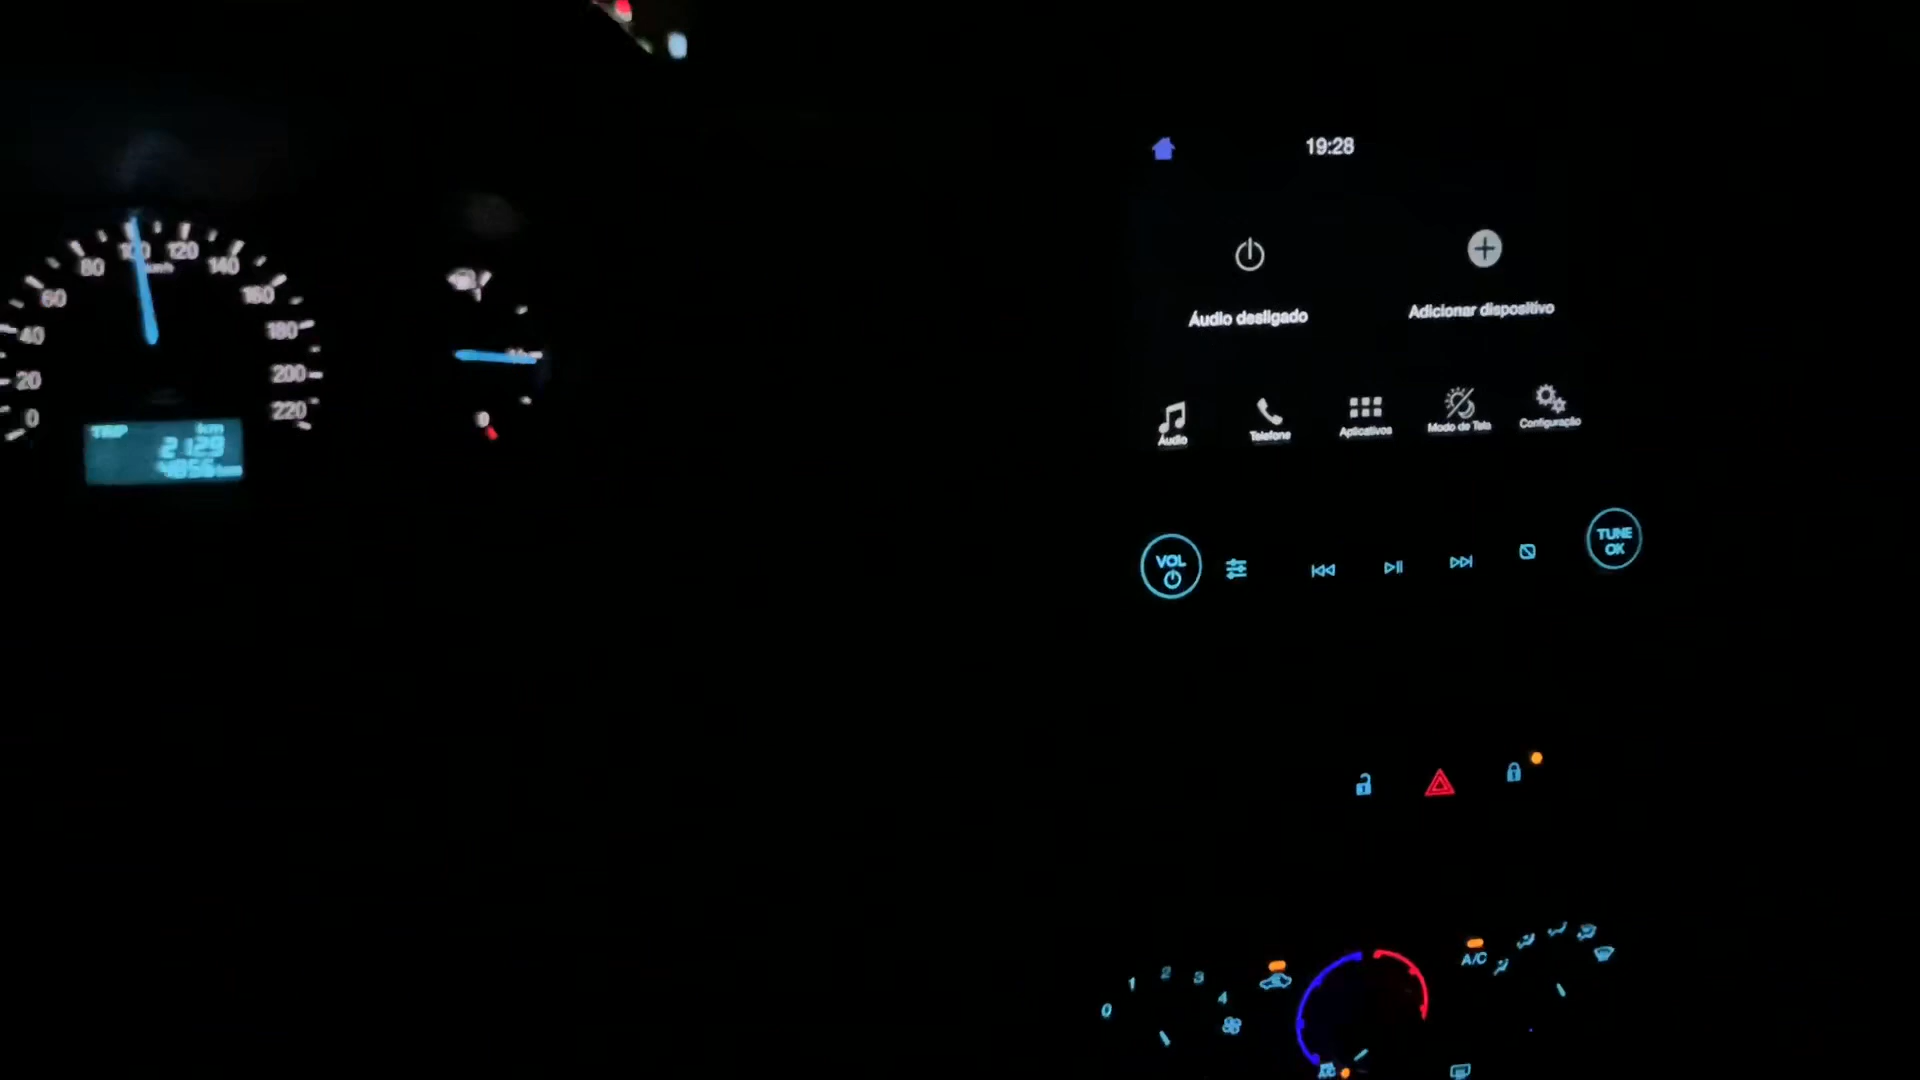 19:28
Áudio desligado
Adicionar dispositivo
Áudio
Telefone
Aplicativos
Modo de Tela
Configuração
VOL
TUNE
OK
0
20
40
60
80
100
120
140
160
180
200
220
km/h
TRIP km
2129
0
1
2
3
4
A/C